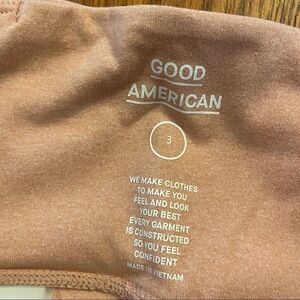 GOOD
AMERICAN
3
WE MAKE CLOTHES
TO MAKE YOU
FEEL AND LOOK
YOUR BEST
EVERY GARMENT
IS CONSTRUCTED
SO YOU FEEL
CONFIDENT
MADE IN VIETNAM